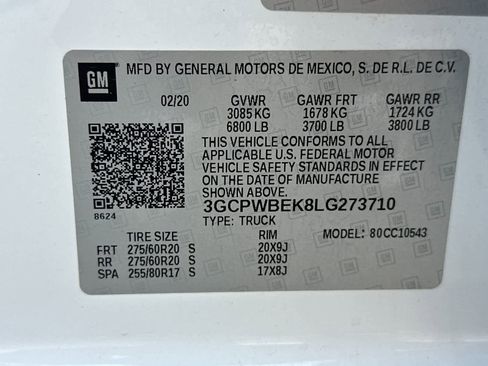 GM MFD BY GENERAL MOTORS DE MEXICO, S. DE R.L. DE C.V.
02/20 GVWR GAWR FRT GAWR RR
3085 KG 1678 KG 1724 KG
6800 LB 3700 LB 3800 LB
THIS VEHICLE CONFORMS TO ALL
APPLICABLE U.S. FEDERAL MOTOR
VEHICLE SAFETY STANDARDS IN EFFECT
ON THE DATE OF MANUFACTURE
SHOWN ABOVE.
3GCPWBEK8LG273710
8624
TYPE: TRUCK
TIRE SIZE RIM MODEL: 80CC10543
FRT 275/60R20 S 20X9J
RR 275/60R20 S 20X9J
SPA 255/80R17 S 17X8J